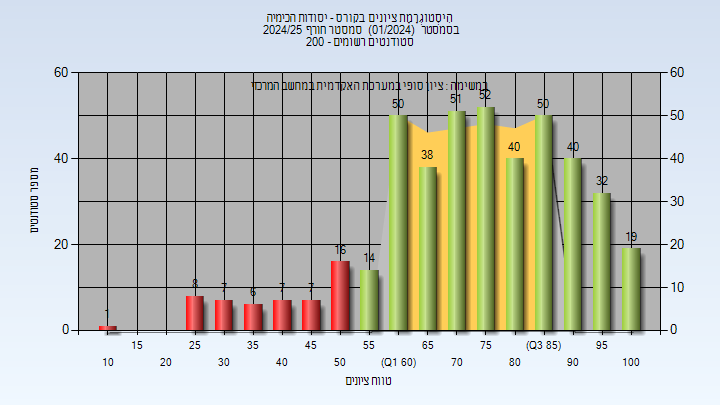 היסטוגרמת ציונים בקורס - יסודות הכימיה
בסמסטר (01/2024) סמסטר חורף 2024/25
סטודנטים רשומים - 200
במשימה : ציון סופי במערכת האקדמית במחשב המרכזי
60 60
50
40 40
30
20 20
10
0 0
מספר סטודנטים
1 8 7 6 7 7 16 14 50 38 51 52 40 50 40 32 19
15 25 35 45 55 65 75 (Q3 85) 95
10 20 30 40 50 (Q1 60) 70 80 90 100
טווח ציונים